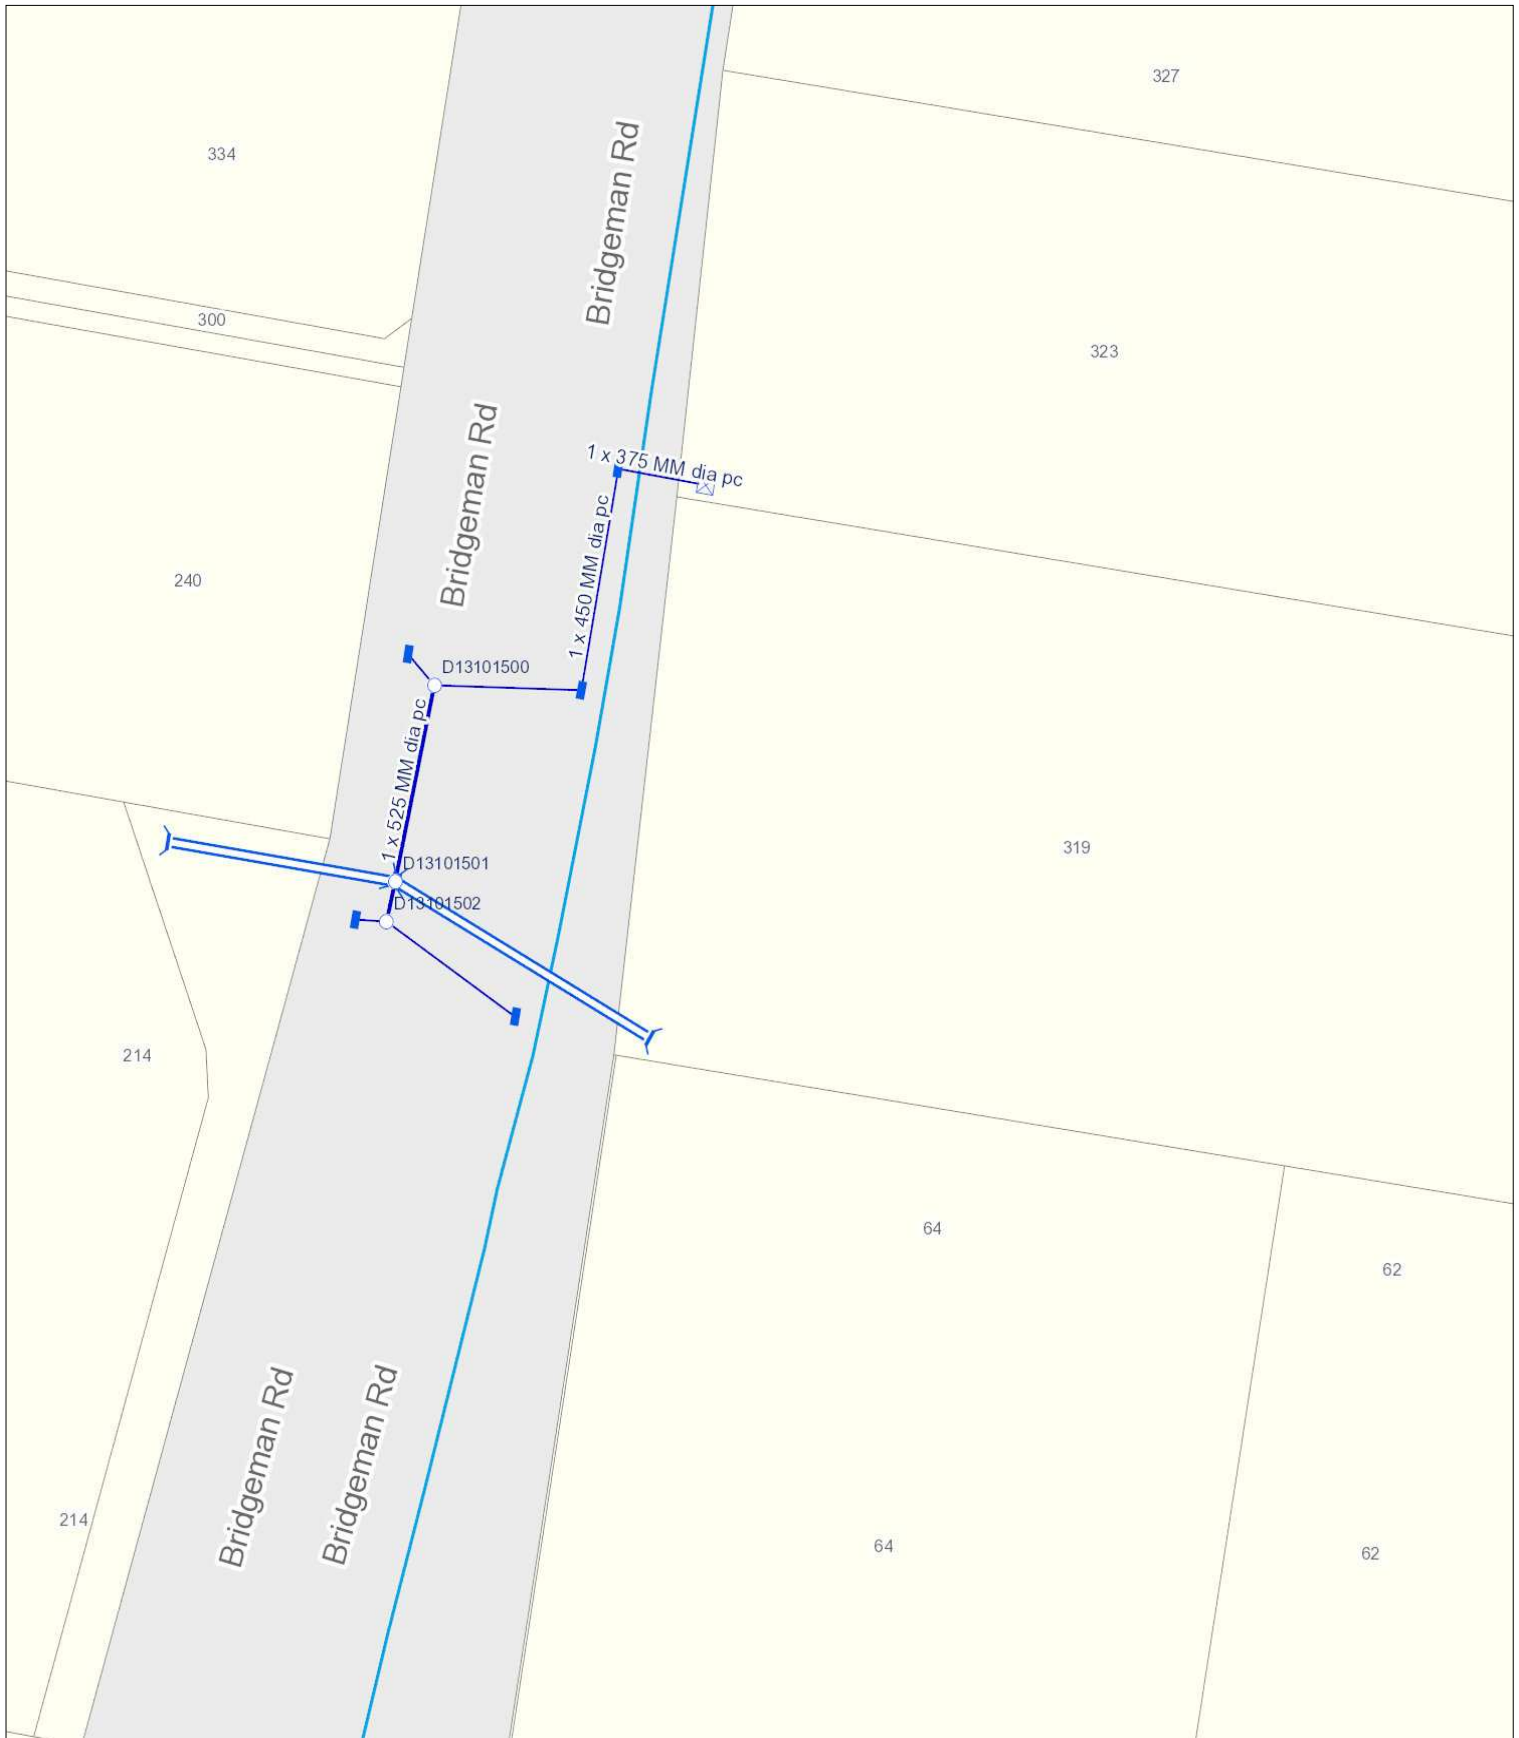 327
334
Bridgeman Rd
300
323
Bridgeman Rd
1 x 375 MM dia pc
1 x 450 MM dia pc
240
D13101500
1 x 525 MM dia pc
319
D13101501
D13101502
214
64
62
Bridgeman Rd
Bridgeman Rd
214
64
62